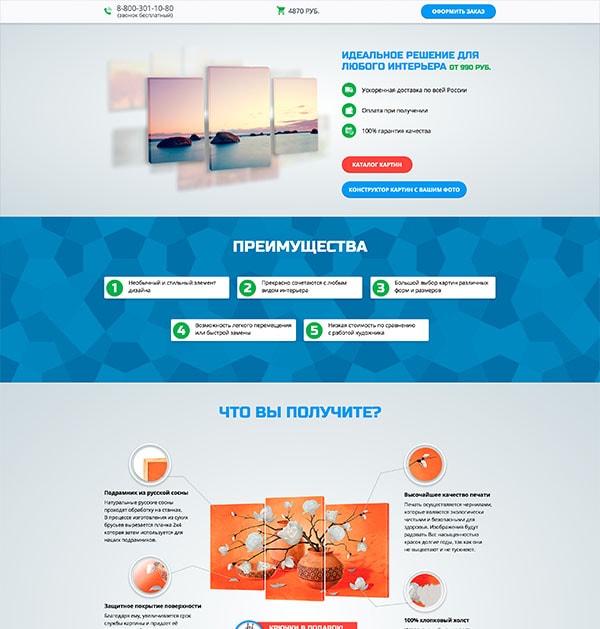 8-800-301-10-80
(звонок бесплатный)
4870 РУБ.
ОФОРМИТЬ ЗАКАЗ
ИДЕАЛЬНОЕ РЕШЕНИЕ ДЛЯ
ЛЮБОГО ИНТЕРЬЕРА ОТ 990 РУБ.
Ускоренная доставка по всей России
Оплата при получении
100% гарантия качества
КАТАЛОГ КАРТИН
КОНСТРУКТОР КАРТИН С ВАШИМ ФОТО
ПРЕИМУЩЕСТВА
1 Необычный и стильный элемент
дизайна
2 Прекрасно сочетаются с любым
видом интерьера
3 Большой выбор картин различных
форм и размеров
4 Возможность легкого перемещения
или быстрой замены
5 Низкая стоимость по сравнению
с работой художника
ЧТО ВЫ ПОЛУЧИТЕ?
Подрамник из русской сосны
Натуральные русские сосны
проходят обработку на станках.
В процессе изготовления из сухих
брусьев вырезается планка 2х4
которая затем используется для
наших подрамников.
Высочайшее качество печати
Печать осуществляется чернилами,
которые являются экологически
чистыми и безопасными для
здоровья. Изображения будут
радовать Вас насыщенностью
красок долгие годы, так как они
не выцветают и не тускнеют.
Защитное покрытие поверхности
Благодаря ему, увеличивается срок
службы картины и придает ей
100% хлопковый холст
КРЮЧКИ В ПОДАРОК!